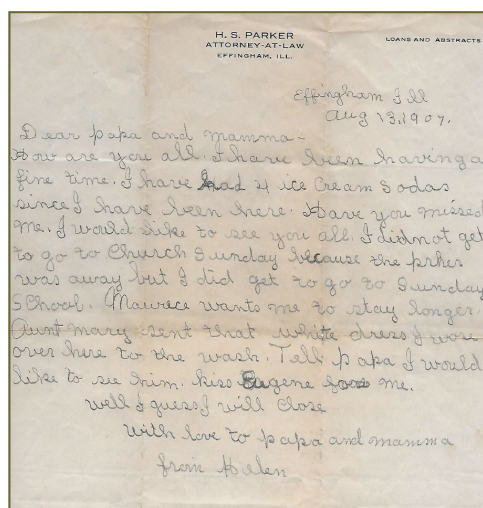 H. S. PARKER
ATTORNEY-AT-LAW
EFFINGHAM, ILL.
LOANS AND ABSTRACTS
Effingham Ill
Aug 13, 1907.
Dear papa and mamma-
How are you all. I have been having a
fine time. I have had 4 ice cream sodas
since I have been here. Have you missed
me. I would like to see you all. I did not get
to go to Church Sunday because the prher
was away but I did get to go to Sunday
School. Maurece wants me to stay longer.
Aunt mary sent that white dress I wore
over here to the wash. Tell papa I would
like to see him. kiss Eugene for me.
well I guess I will close
with love to papa and mamma
from Helen